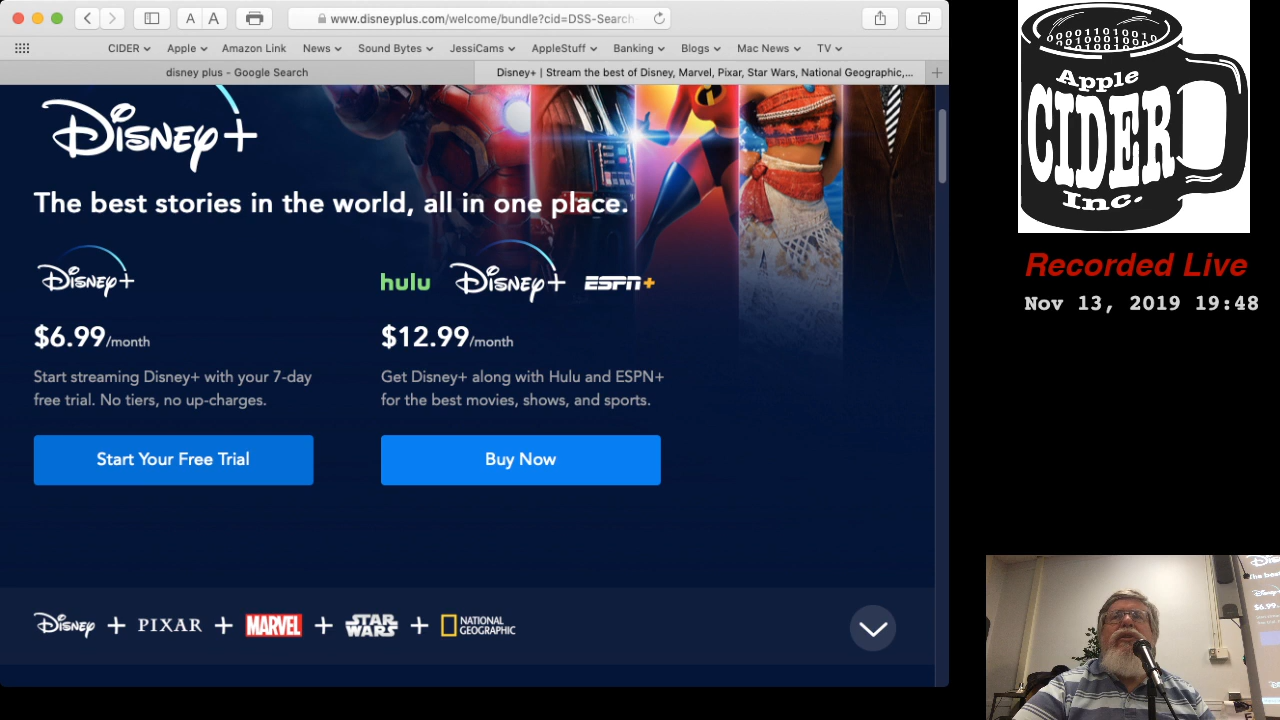 www.disneyplus.com/welcome/bundle?cid=DSS-Search
CIDER Apple Amazon Link News Sound Bytes JessiCams AppleStuff Banking Blogs Mac News TV
disney plus - Google Search
Disney+ | Stream the best of Disney, Marvel, Pixar, Star Wars, National Geographic,...
Disney+
The best stories in the world, all in one place.
Disney+
$6.99/month
Start streaming Disney+ with your 7-day
free trial. No tiers, no up-charges.
Start Your Free Trial
hulu Disney+ ESPN+
$12.99/month
Get Disney+ along with Hulu and ESPN+
for the best movies, shows, and sports.
Buy Now
Disney + PIXAR + MARVEL + STAR WARS + NATIONAL GEOGRAPHIC
Apple
CIDER
Inc.
Recorded Live
Nov 13, 2019 19:48